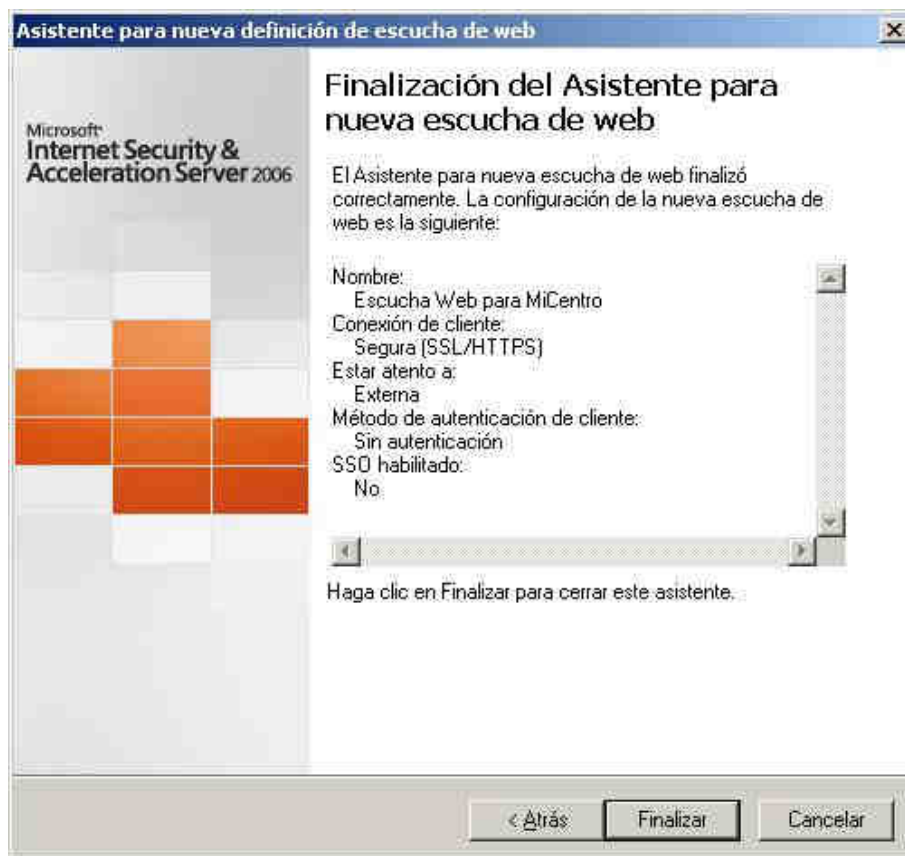 Asistente para nueva definición de escucha de web
Microsoft
Internet Security &
Acceleration Server 2006
Finalización del Asistente para
nueva escucha de web
El Asistente para nueva escucha de web finalizó
correctamente. La configuración de la nueva escucha de
web es la siguiente:
Nombre:
Escucha Web para MiCentro
Conexión de cliente:
Segura (SSL/HTTPS)
Estar atento a:
Externa
Método de autenticación de cliente:
Sin autenticación
SSO habilitado:
No
Haga clic en Finalizar para cerrar este asistente.
< Atrás
Finalizar
Cancelar